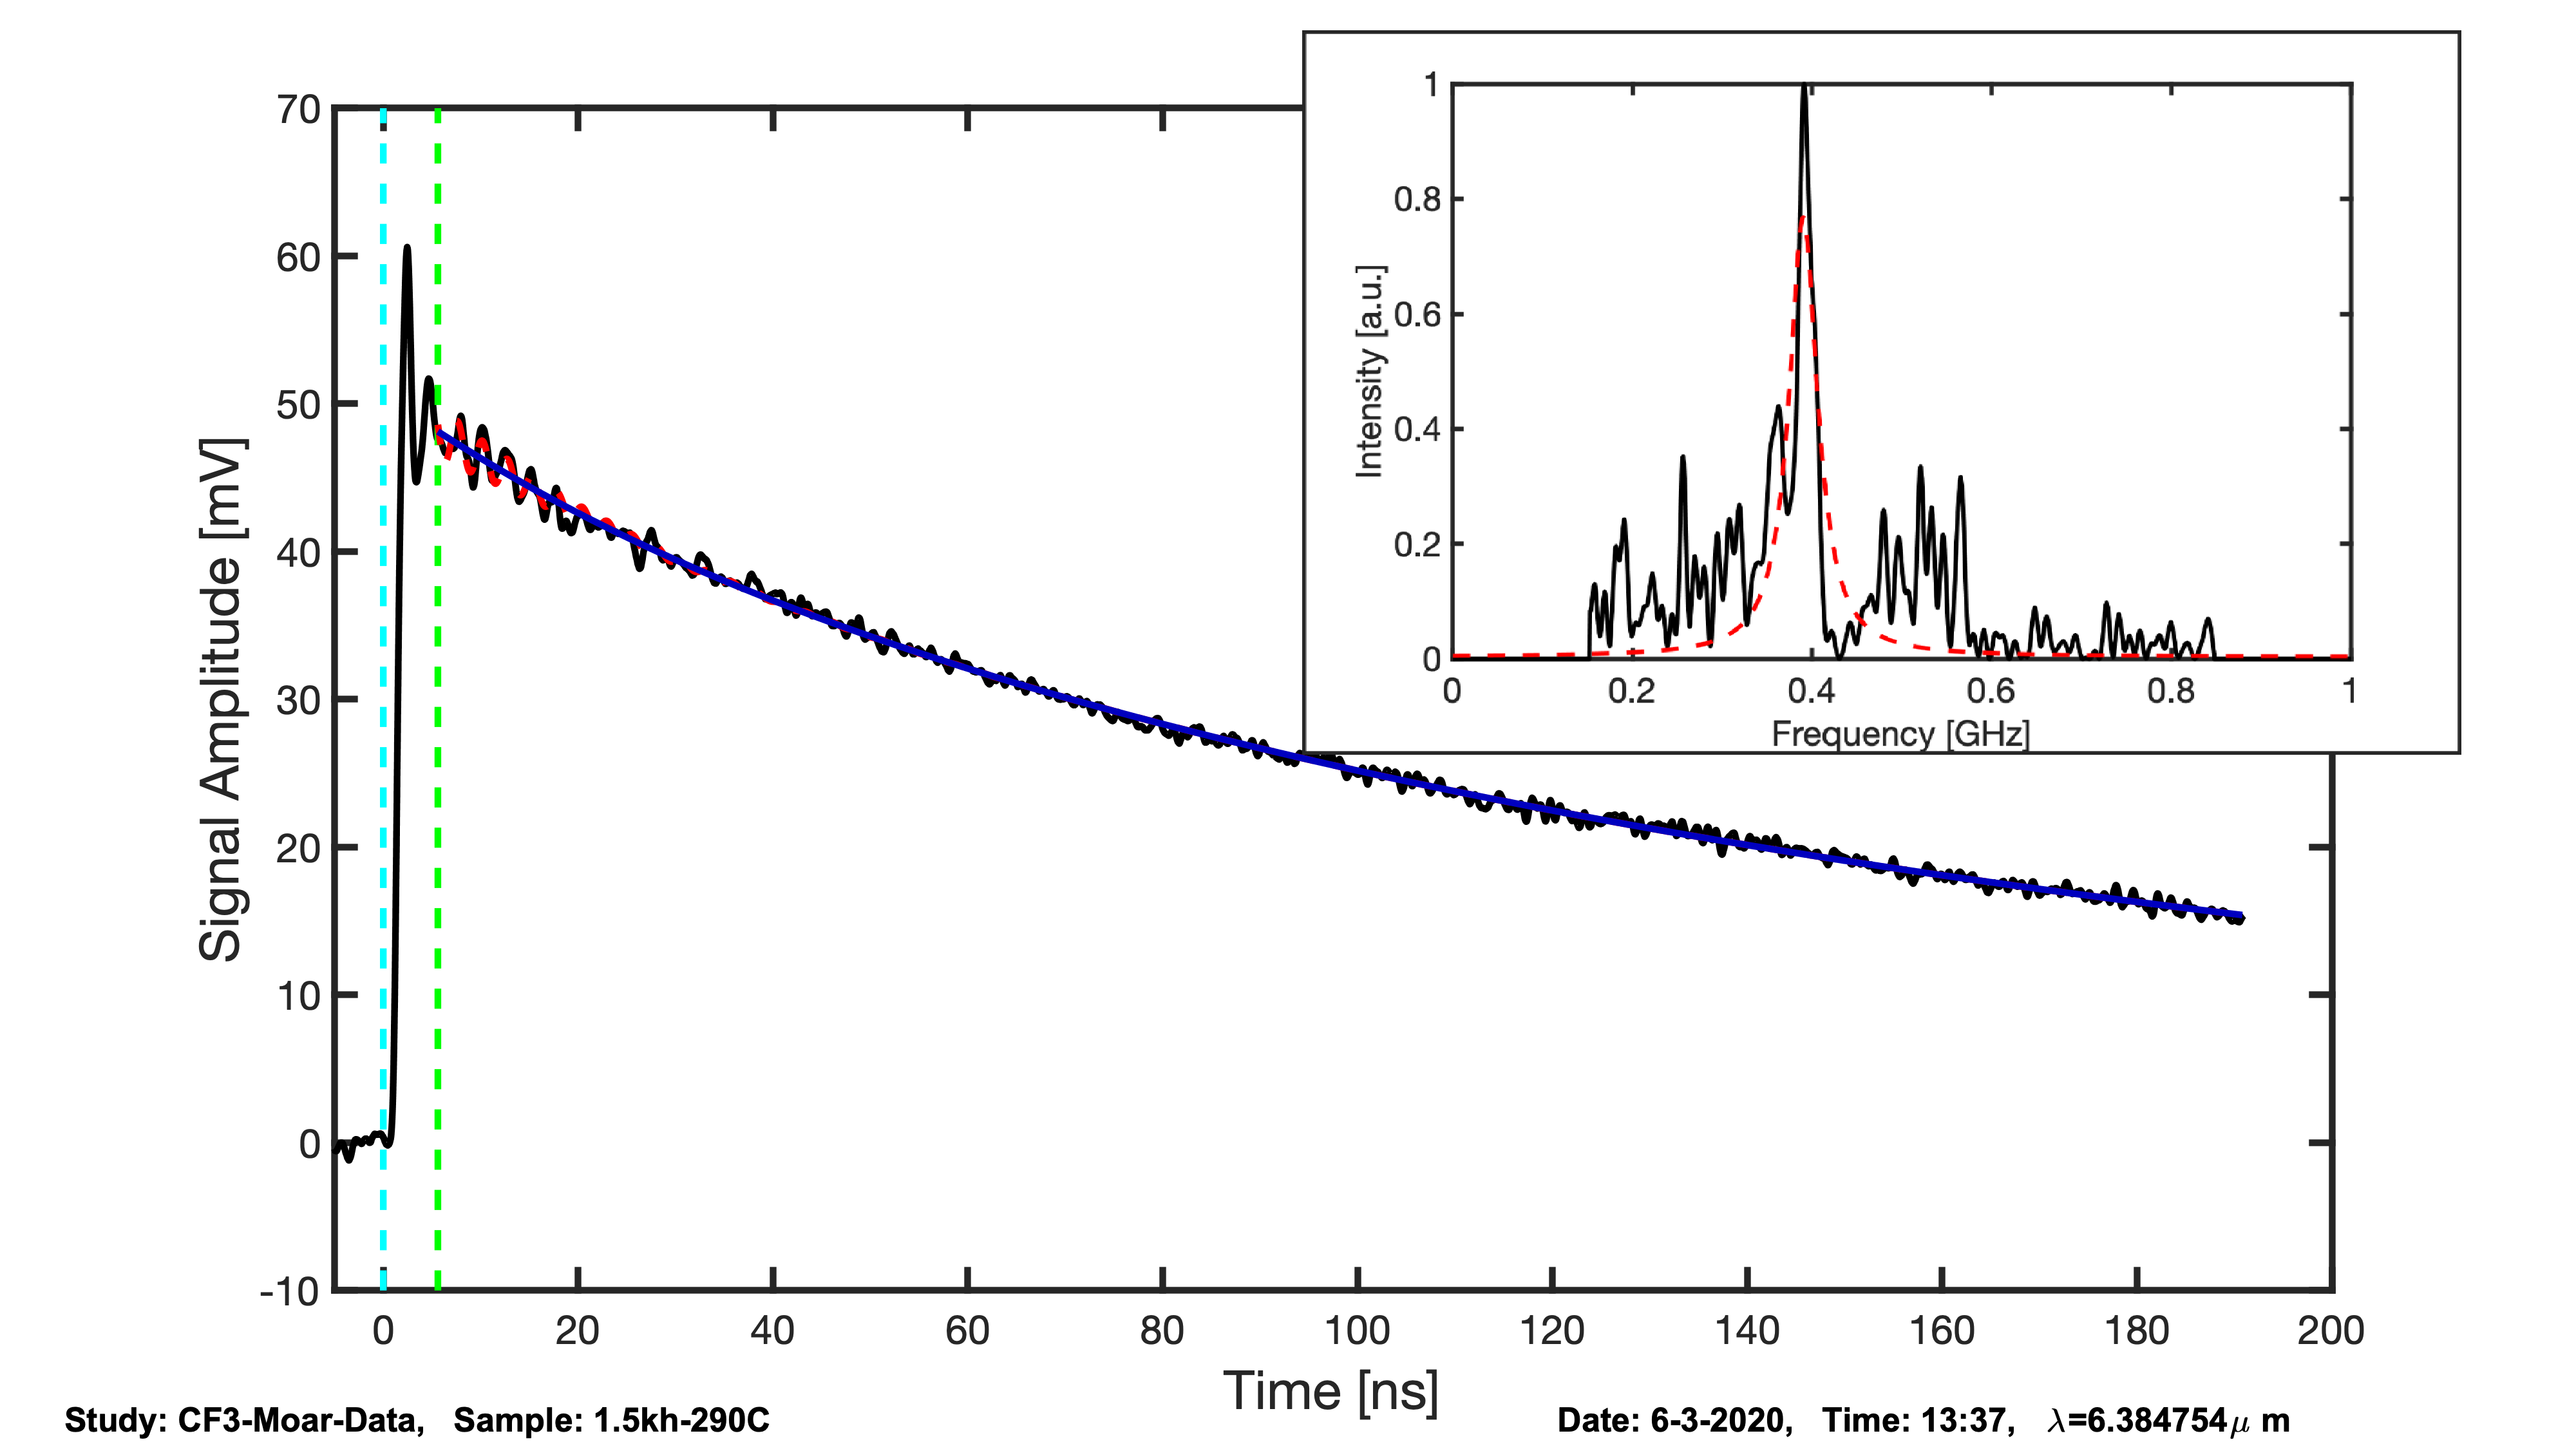 70
60
50
40
30
20
10
0
-10
Signal Amplitude [mV]
0 20 40 60 80 100 120 140 160 180 200
Time [ns]
1
0.8
0.6
0.4
0.2
0
Intensity [a.u.]
0 0.2 0.4 0.6 0.8 1
Frequency [GHz]
Study: CF3-Moar-Data, Sample: 1.5kh-290C
Date: 6-3-2020, Time: 13:37, λ=6.384754μ m